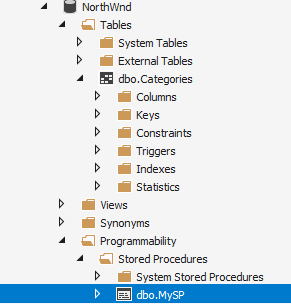 NorthWnd
Tables
System Tables
External Tables
dbo.Categories
Columns
Keys
Constraints
Triggers
Indexes
Statistics
Views
Synonyms
Programmability
Stored Procedures
System Stored Procedures
dbo.MySP